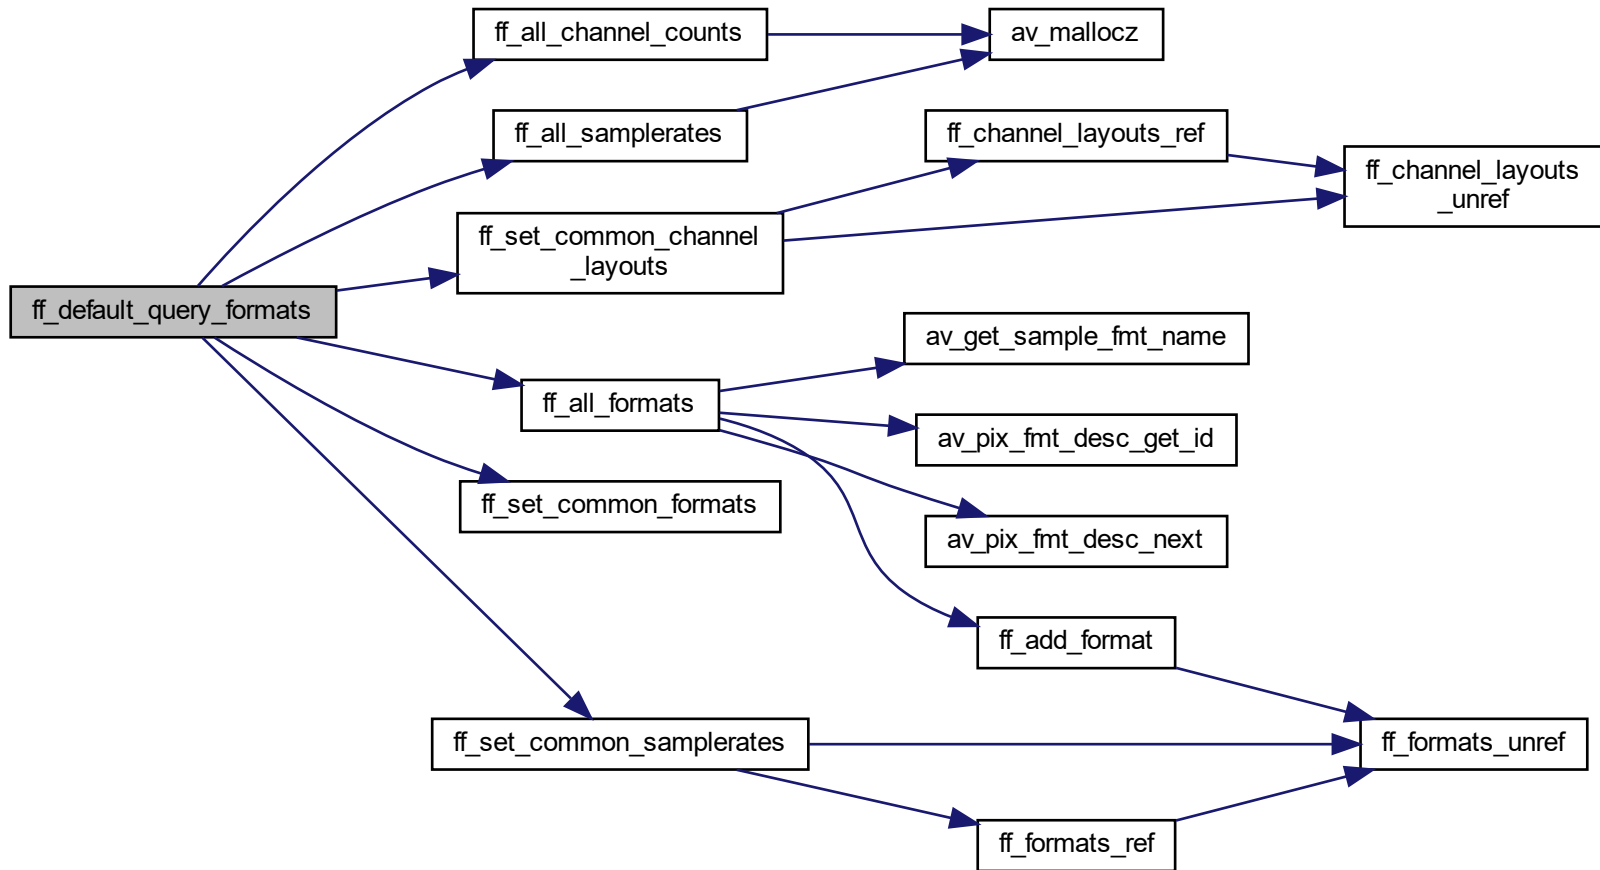 ff_all_channel_counts
av_mallocz
ff_all_samplerates
ff_channel_layouts_ref
ff_channel_layouts
_unref
ff_set_common_channel
_layouts
ff_default_query_formats
av_get_sample_fmt_name
ff_all_formats
av_pix_fmt_desc_get_id
ff_set_common_formats
av_pix_fmt_desc_next
ff_add_format
ff_set_common_samplerates
ff_formats_unref
ff_formats_ref